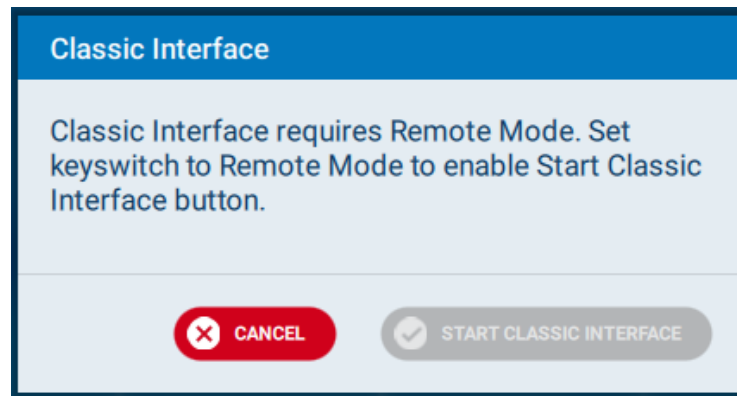 Classic Interface
Classic Interface requires Remote Mode. Set
keyswitch to Remote Mode to enable Start Classic
Interface button.
CANCEL
START CLASSIC INTERFACE